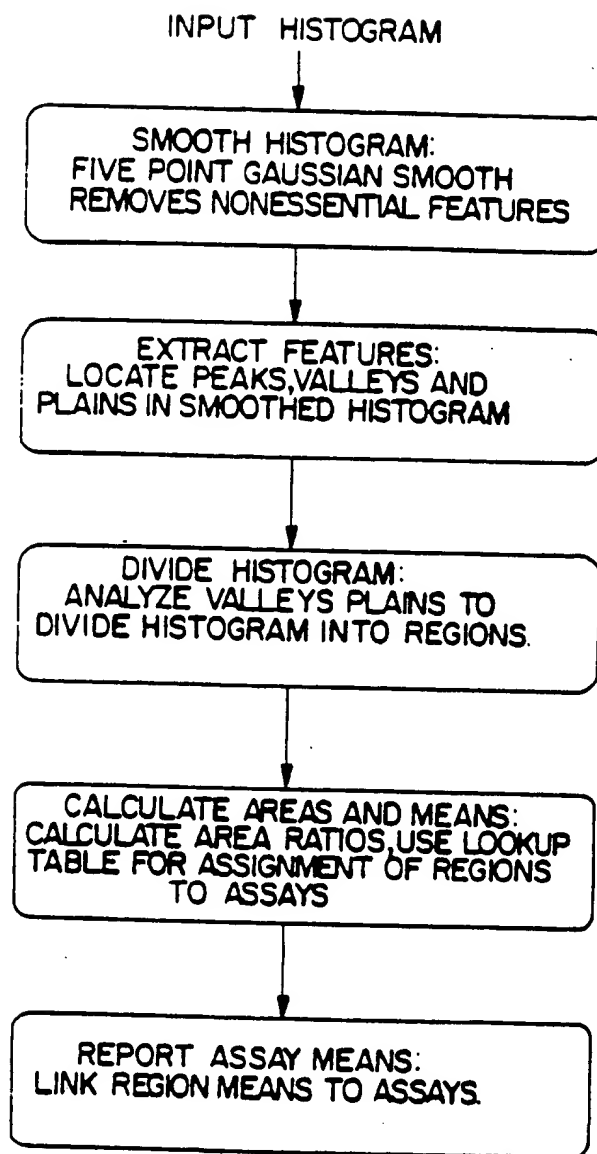 INPUT HISTOGRAM
SMOOTH HISTOGRAM:
FIVE POINT GAUSSIAN SMOOTH
REMOVES NONESSENTIAL FEATURES
EXTRACT FEATURES:
LOCATE PEAKS,VALLEYS AND
PLAINS IN SMOOTHED HISTOGRAM
DIVIDE HISTOGRAM:
ANALYZE VALLEYS PLAINS TO
DIVIDE HISTOGRAM INTO REGIONS.
CALCULATE AREAS AND MEANS:
CALCULATE AREA RATIOS,USE LOOKUP
TABLE FOR ASSIGNMENT OF REGIONS
TO ASSAYS
REPORT ASSAY MEANS:
LINK REGION MEANS TO ASSAYS.